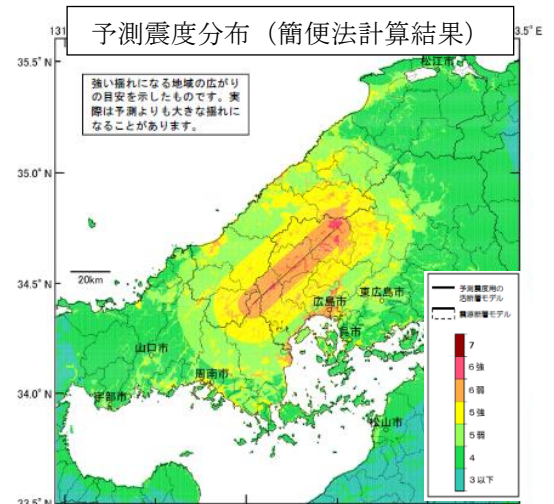 予測震度分布（簡便法計算結果）
131
3.5°E
35.5°N
松江市
強い揺れになる地域の広がり
の目安を示したものです。実
際は予測よりも大きな揺れに
なることがあります。
35.0°N
34.5°N
20km
東広島市
広島市
呉市
山口市
周南市
34.0°N
宇部市
松山市
33.5°N
予測震度用の
活断層モデル
震源断層モデル
7
6強
6弱
5強
5弱
4
3以下